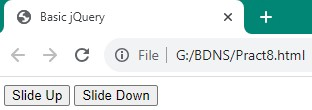 Basic jQuery
File | G:/BDNS/Pract8.html
Slide Up Slide Down